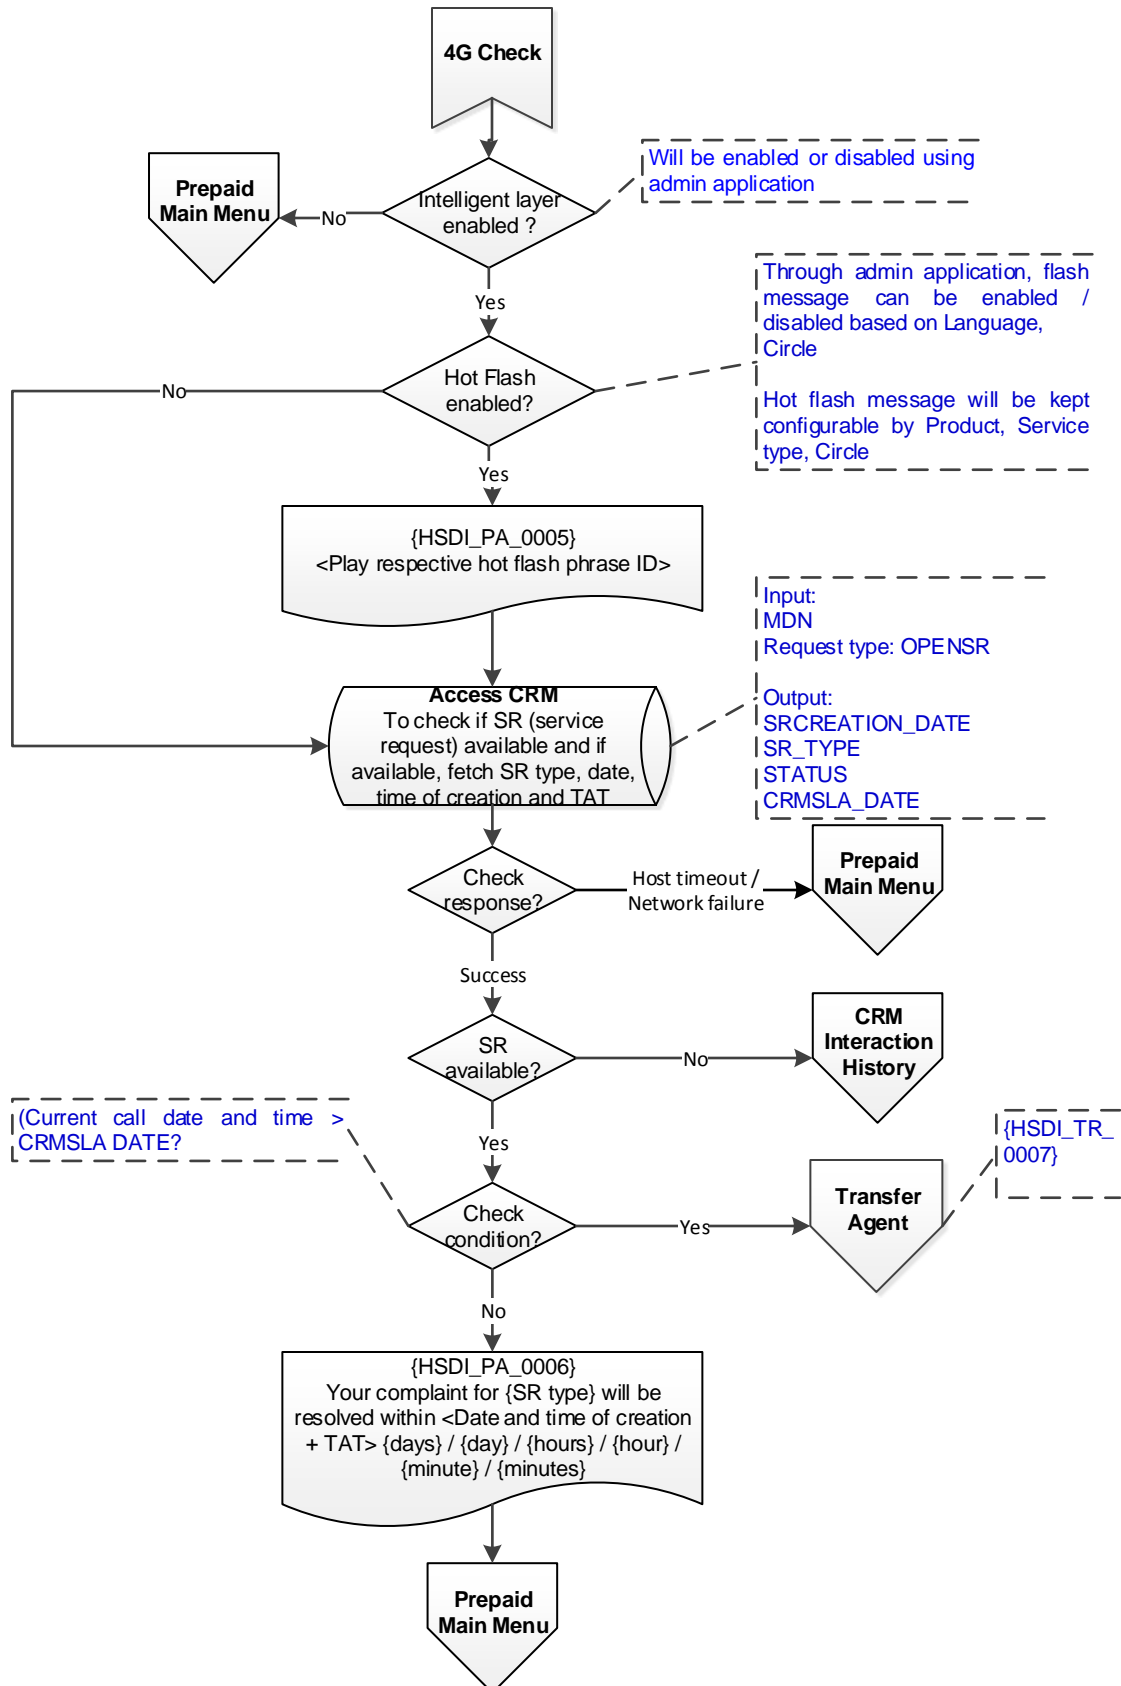 4G Check
Will be enabled or disabled using
admin application
Prepaid
Main Menu
No
Intelligent layer
enabled ?
Yes
Through admin application, flash
message can be enabled /
disabled based on Language,
Circle
Hot flash message will be kept
configurable by Product, Service
type, Circle
No
Hot Flash
enabled?
Yes
{HSDI_PA_0005}
<Play respective hot flash phrase ID>
Input:
MDN
Request type: OPENSR
Output:
SRCREATION_DATE
SR_TYPE
STATUS
CRMSLA_DATE
Access CRM
To check if SR (service
request) available and if
available, fetch SR type, date,
time of creation and TAT
Check
response?
Host timeout /
Network failure
Prepaid
Main Menu
Success
SR
available?
No
CRM
Interaction
History
(Current call date and time >
CRMSLA DATE?
Yes
{HSDI_TR_
0007}
Check
condition?
Yes
Transfer
Agent
No
{HSDI_PA_0006}
Your complaint for {SR type} will be
resolved within <Date and time of creation
+ TAT> {days} / {day} / {hours} / {hour} /
{minute} / {minutes}
Prepaid
Main Menu